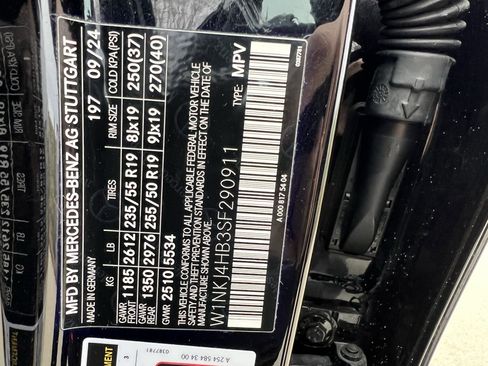 MFD BY MERCEDES-BENZ AG STUTTGART
MADE IN GERMANY 197 09/24
KG LB TIRES RIM SIZE COLD KPA(PSI)
GAWR FRONT 1185 2612 235/55 R19 8Jx19 250(37)
GAWR REAR 1350 2976 255/50 R19 9Jx19 270(40)
GVWR 2510 5534
THIS VEHICLE CONFORMS TO ALL APPLICABLE FEDERAL MOTOR VEHICLE
SAFETY AND THEFT PREVENTION STANDARDS IN EFFECT ON THE DATE OF
MANUFACTURE SHOWN ABOVE.
W1NKJ4HB3SF290911 TYPE: MPV
A 000 817 54 04
0387781
3
A 254 584 34 00
0387781